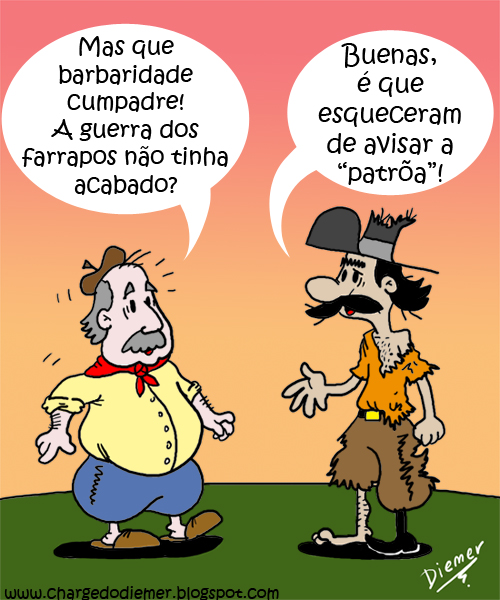 Mas que
barbaridade
cumpadre!
A guerra dos
farrapos não tinha
acabado?
Buenas,
é que
esqueceram
de avisar a
“patrõa”!
Diemer
www.chargedodiemer.blogspot.com